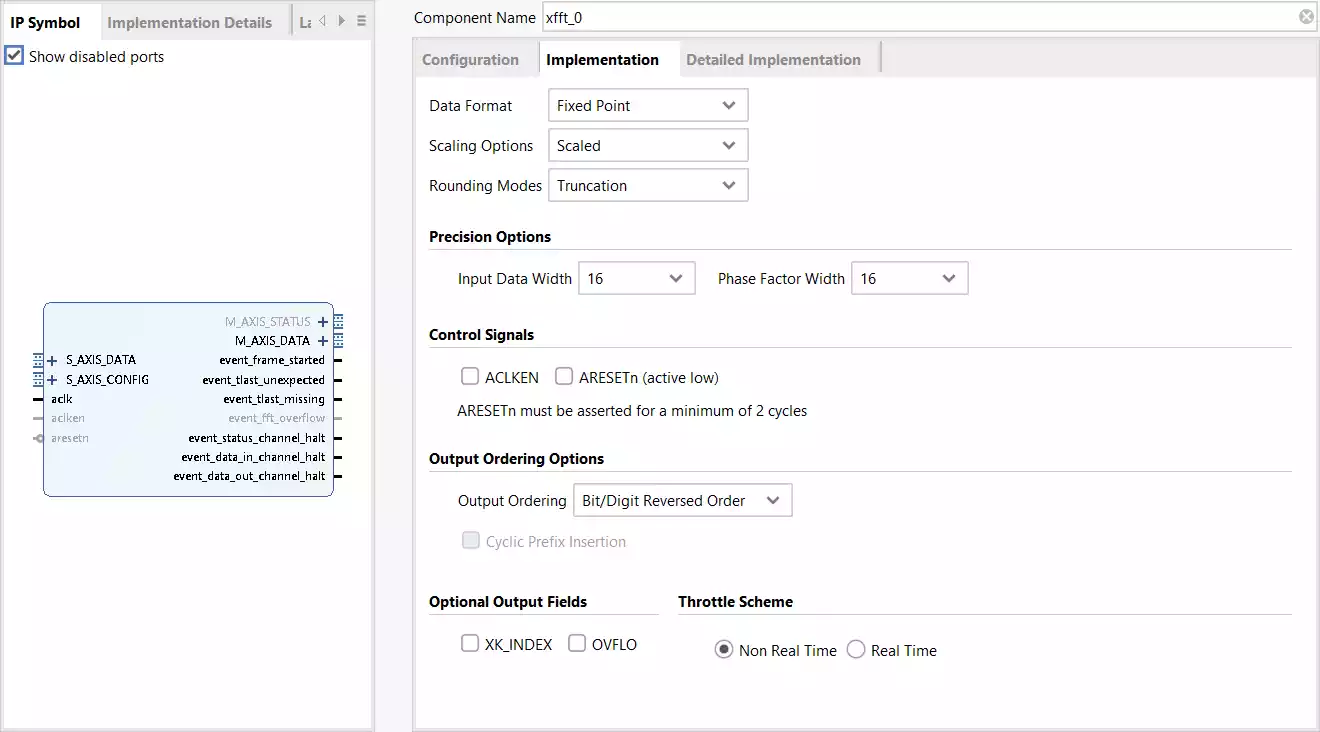 IP Symbol
Implementation Details
La
Show disabled ports
M_AXIS_STATUS
M_AXIS_DATA
S_AXIS_DATA
event_frame_started
S_AXIS_CONFIG
event_tlast_unexpected
aclk
event_tlast_missing
aclken
event_fft_overflow
aresetn
event_status_channel_halt
event_data_in_channel_halt
event_data_out_channel_halt
Component Name xfft_0
Configuration
Implementation
Detailed Implementation
Data Format Fixed Point
Scaling Options Scaled
Rounding Modes Truncation
Precision Options
Input Data Width 16 Phase Factor Width 16
Control Signals
ACLKEN ARESETn (active low)
ARESETn must be asserted for a minimum of 2 cycles
Output Ordering Options
Output Ordering Bit/Digit Reversed Order
Cyclic Prefix Insertion
Optional Output Fields
XK_INDEX OVFLO
Throttle Scheme
Non Real Time Real Time